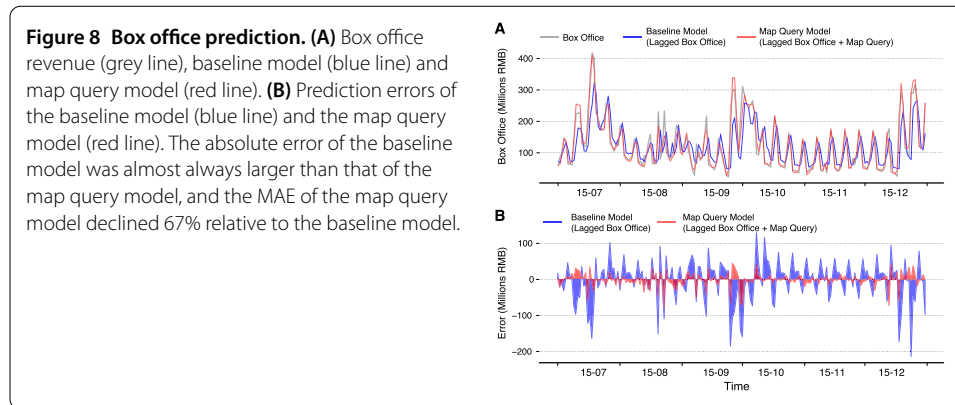 Figure 8 Box office prediction. (A) Box office
revenue (grey line), baseline model (blue line) and
map query model (red line). (B) Prediction errors of
the baseline model (blue line) and the map query
model (red line). The absolute error of the baseline
model was almost always larger than that of the
map query model, and the MAE of the map query
model declined 67% relative to the baseline model.
A
Box Office
Baseline Model
(Lagged Box Office)
Map Query Model
(Lagged Box Office + Map Query)
Box Office (Millions RMB)
400
300
200
100
15-07
15-08
15-09
15-10
15-11
15-12
B
Baseline Model
(Lagged Box Office)
Map Query Model
(Lagged Box Office + Map Query)
Error (Millions RMB)
100
0
−100
−200
15-07
15-08
15-09
15-10
15-11
15-12
Time